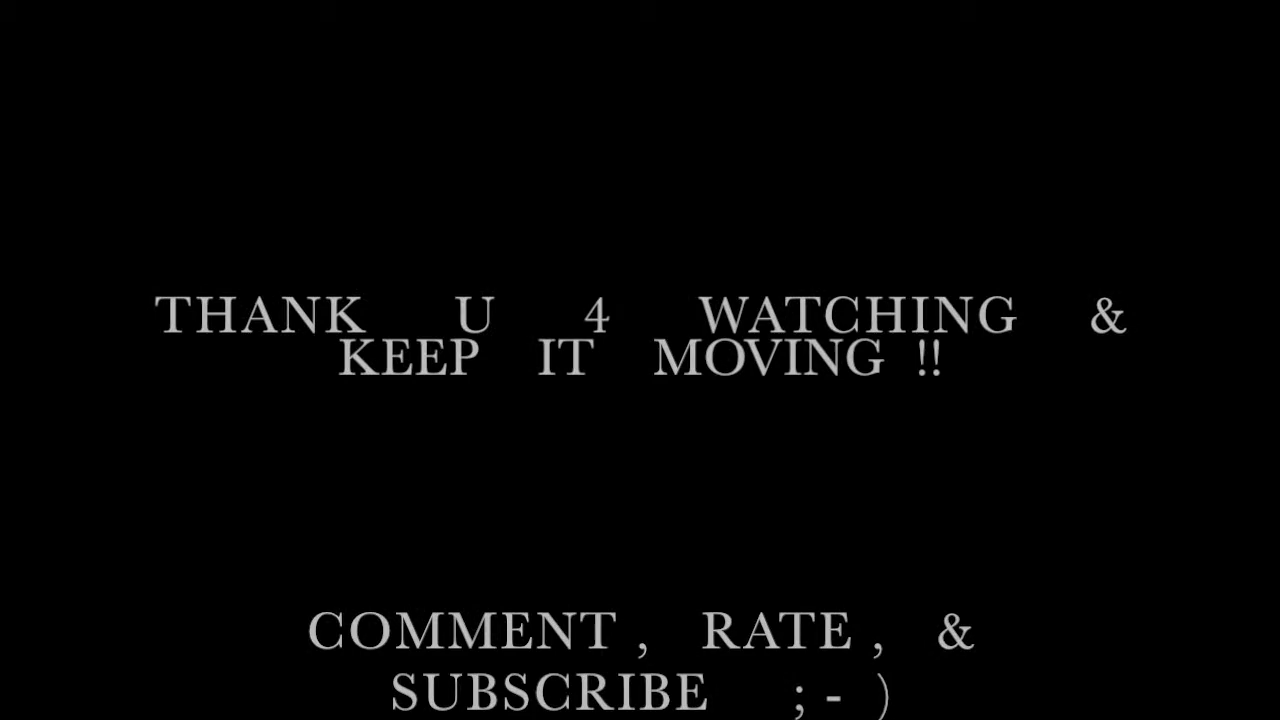 THANK U 4 WATCHING &
KEEP IT MOVING !!
COMMENT , RATE , &
SUBSCRIBE ; - )